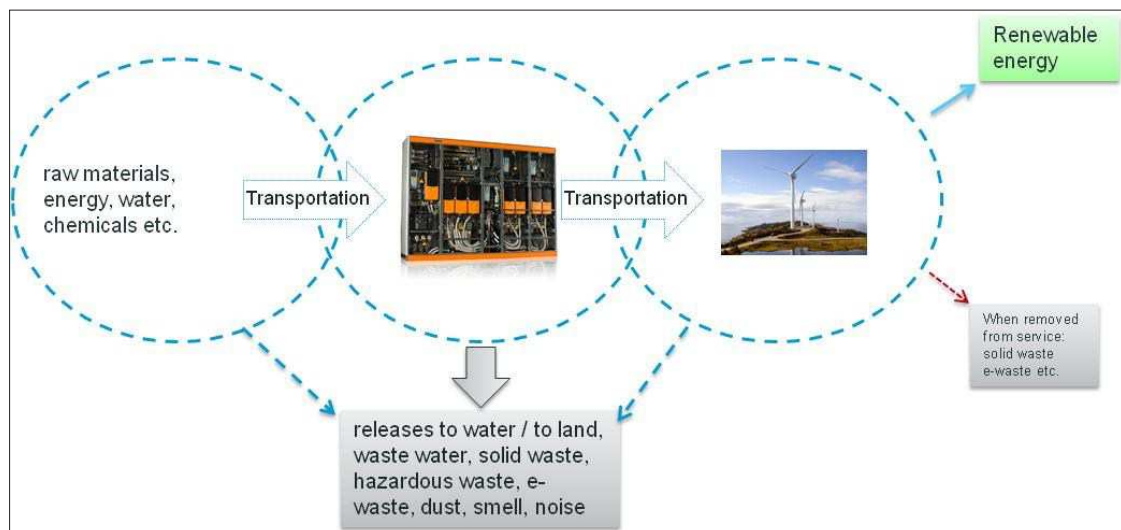 Renewable
energy
raw materials,
energy, water,
chemicals etc.
Transportation
Transportation
When removed
from service:
solid waste
e-waste etc.
releases to water / to land,
waste water, solid waste,
hazardous waste, e-
waste, dust, smell, noise